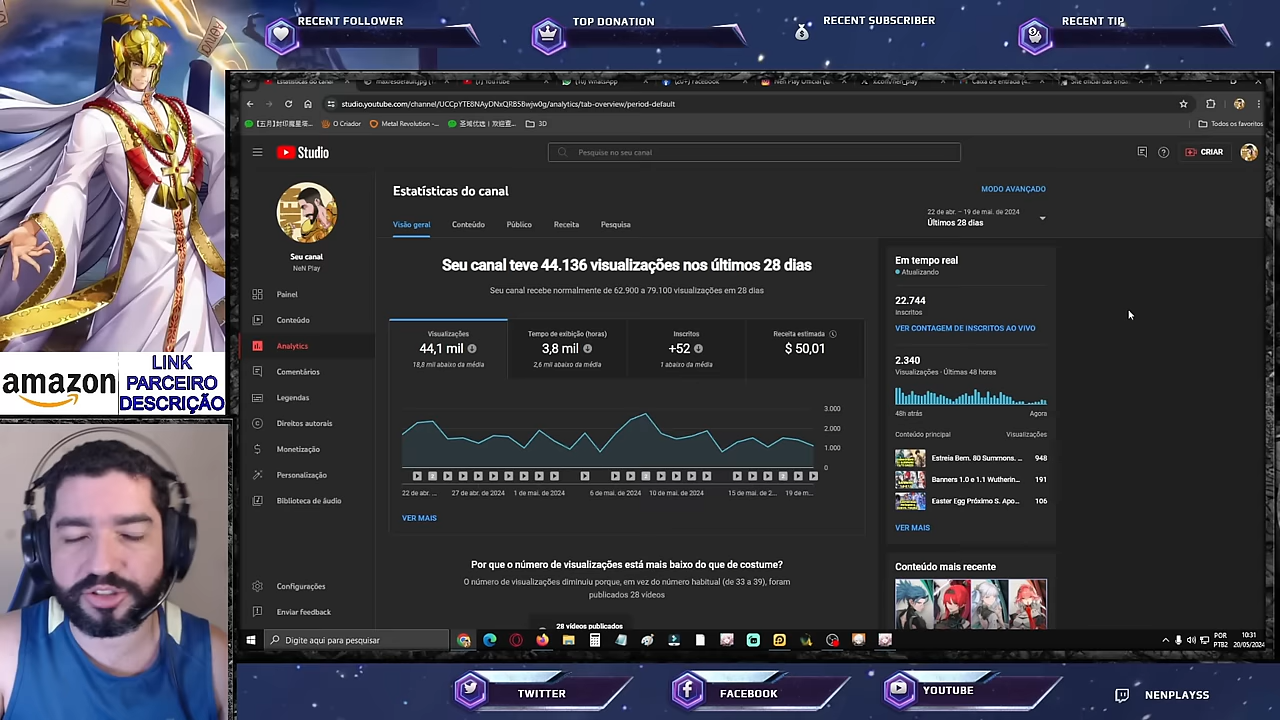 RECENT FOLLOWER
TOP DONATION
RECENT SUBSCRIBER
RECENT TIP
Estatísticas do canal
YouTube
WhatsApp
Facebook
studio.youtube.com/channel/UCCpYTE8NAyDNxQRB5Bwjw0g/analytics/tab-overview/period-default
O Criador
Metal Revolution -...
3D
Todos os favoritos
Studio
Pesquise no seu canal
CRIAR
Seu canal
NeN Play
Painel
Conteúdo
Analytics
Comentários
Legendas
Direitos autorais
Monetização
Personalização
Biblioteca de áudio
Configurações
Enviar feedback
Estatísticas do canal
MODO AVANÇADO
22 de abr. – 19 de mai. de 2024
Últimos 28 dias
Visão geral
Conteúdo
Público
Receita
Pesquisa
Seu canal teve 44.136 visualizações nos últimos 28 dias
Seu canal recebe normalmente de 62.900 a 79.100 visualizações em 28 dias
Visualizações
44,1 mil
18,8 mil abaixo da média
Tempo de exibição (horas)
3,8 mil
2,6 mil abaixo da média
Inscritos
+52
1 abaixo da média
Receita estimada
$ 50,01
3.000
2.000
1.000
0
22 de abr. ...
27 de abr. de 2024
1 de mai. de 2024
6 de mai. de 2024
10 de mai. de 2024
15 de mai. de 2...
19 de m...
VER MAIS
Por que o número de visualizações está mais baixo do que de costume?
O número de visualizações diminuiu porque, em vez do número habitual (de 33 a 39), foram
publicados 28 vídeos
28 vídeos publicados
Em tempo real
Atualizando
22.744
Inscritos
VER CONTAGEM DE INSCRITOS AO VIVO
2.340
Visualizações · Últimas 48 horas
48h atrás
Agora
Conteúdo principal
Visualizações
Estreia Bem. 80 Summons. ...
948
Banners 1.0 e 1.1 Wutherin...
191
Easter Egg Próximo S. Apo...
106
VER MAIS
Conteúdo mais recente
amazon
LINK
PARCEIRO
DESCRIÇÃO
Digite aqui para pesquisar
POR
PTB2
10:31
20/05/2024
TWITTER
FACEBOOK
YOUTUBE
NENPLAYSS